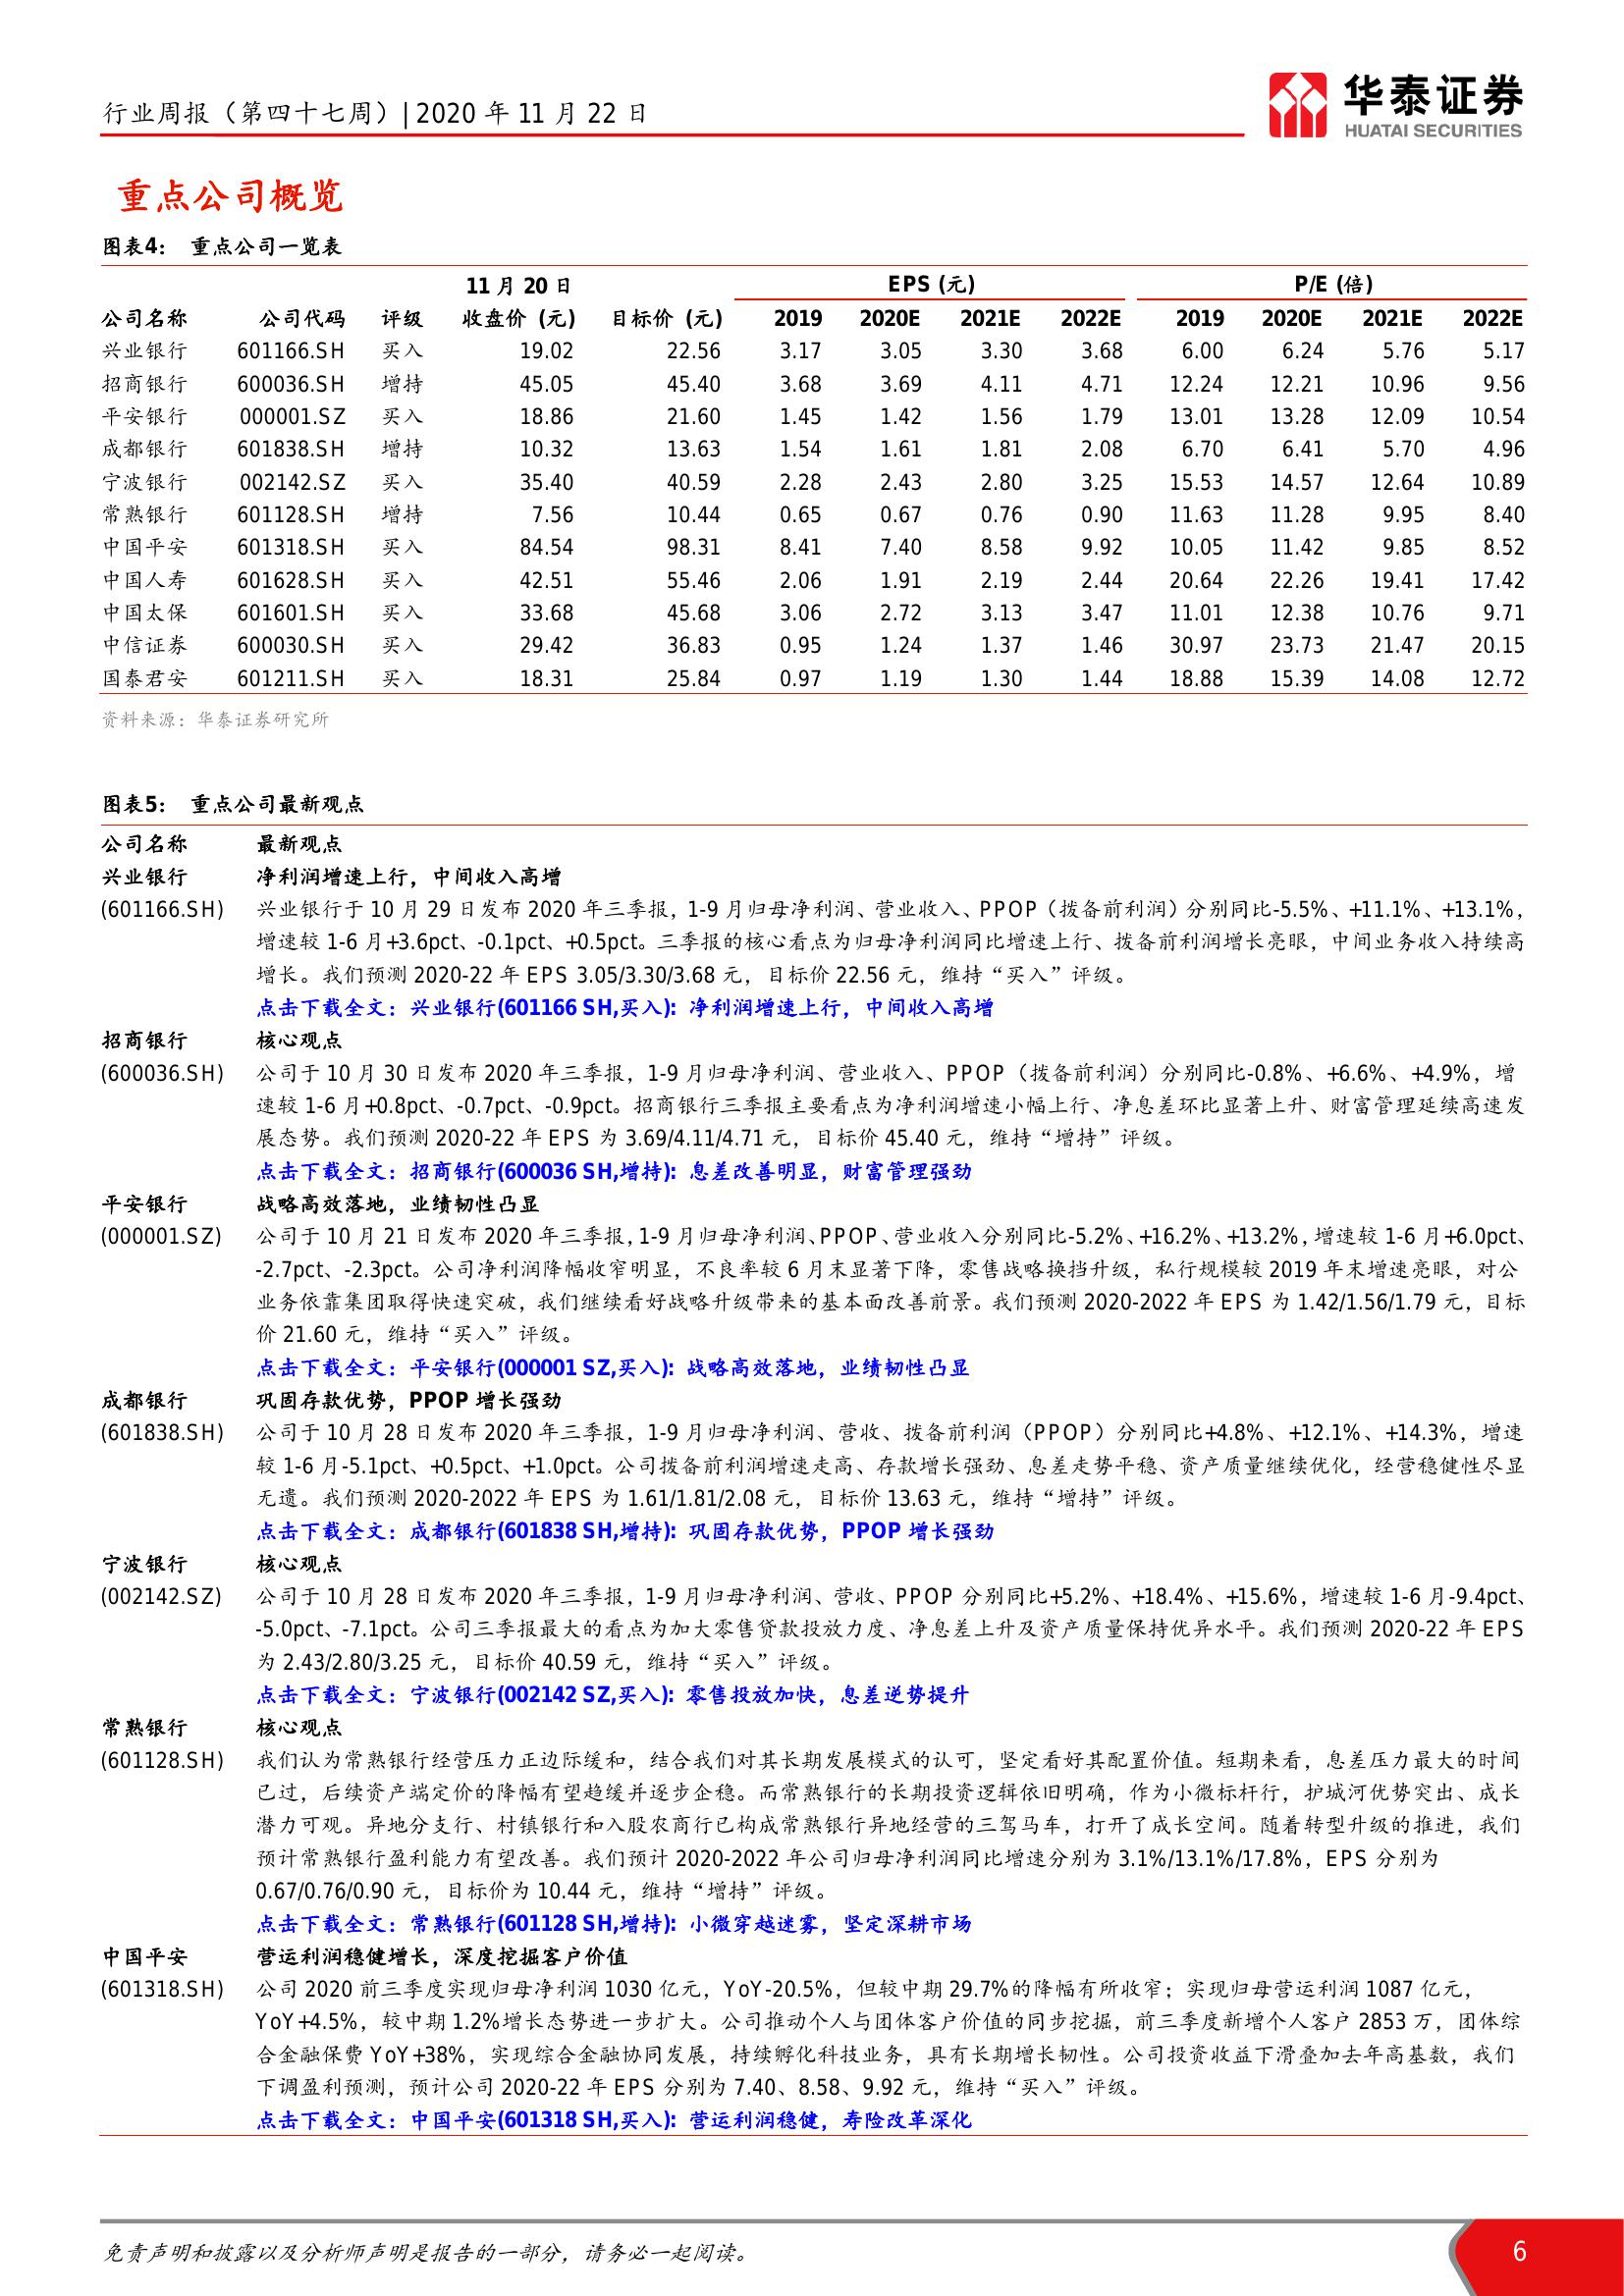 行业周报（第四十七周）| 2020 年 11 月 22 日
华泰证券
HUATAI SECURITIES
重点公司概览
图表4： 重点公司一览表
11 月 20 日 EPS (元) P/E (倍)
公司名称 公司代码 评级 收盘价 (元) 目标价 (元) 2019 2020E 2021E 2022E 2019 2020E 2021E 2022E
兴业银行 601166.SH 买入 19.02 22.56 3.17 3.05 3.30 3.68 6.00 6.24 5.76 5.17
招商银行 600036.SH 增持 45.05 45.40 3.68 3.69 4.11 4.71 12.24 12.21 10.96 9.56
平安银行 000001.SZ 买入 18.86 21.60 1.45 1.42 1.56 1.79 13.01 13.28 12.09 10.54
成都银行 601838.SH 增持 10.32 13.63 1.54 1.61 1.81 2.08 6.70 6.41 5.70 4.96
宁波银行 002142.SZ 买入 35.40 40.59 2.28 2.43 2.80 3.25 15.53 14.57 12.64 10.89
常熟银行 601128.SH 增持 7.56 10.44 0.65 0.67 0.76 0.90 11.63 11.28 9.95 8.40
中国平安 601318.SH 买入 84.54 98.31 8.41 7.40 8.58 9.92 10.05 11.42 9.85 8.52
中国人寿 601628.SH 买入 42.51 55.46 2.06 1.91 2.19 2.44 20.64 22.26 19.41 17.42
中国太保 601601.SH 买入 33.68 45.68 3.06 2.72 3.13 3.47 11.01 12.38 10.76 9.71
中信证券 600030.SH 买入 29.42 36.83 0.95 1.24 1.37 1.46 30.97 23.73 21.47 20.15
国泰君安 601211.SH 买入 18.31 25.84 0.97 1.19 1.30 1.44 18.88 15.39 14.08 12.72
资料来源：华泰证券研究所
图表5： 重点公司最新观点
公司名称 最新观点
兴业银行 净利润增速上行，中间收入高增
(601166.SH) 兴业银行于 10 月 29 日发布 2020 年三季报，1-9 月归母净利润、营业收入、PPOP（拨备前利润）分别同比-5.5%、+11.1%、+13.1%，
增速较 1-6 月+3.6pct、-0.1pct、+0.5pct。三季报的核心看点为归母净利润同比增速上行、拨备前利润增长亮眼，中间业务收入持续高
增长。我们预测 2020-22 年 EPS 3.05/3.30/3.68 元，目标价 22.56 元，维持“买入”评级。
点击下载全文：兴业银行(601166 SH,买入): 净利润增速上行，中间收入高增
招商银行 核心观点
(600036.SH) 公司于 10 月 30 日发布 2020 年三季报，1-9 月归母净利润、营业收入、PPOP（拨备前利润）分别同比-0.8%、+6.6%、+4.9%，增
速较 1-6 月+0.8pct、-0.7pct、-0.9pct。招商银行三季报主要看点为净利润增速小幅上行、净息差环比显著上升、财富管理延续高速发
展态势。我们预测 2020-22 年 EPS 为 3.69/4.11/4.71 元，目标价 45.40 元，维持“增持”评级。
点击下载全文：招商银行(600036 SH,增持): 息差改善明显，财富管理强劲
平安银行 战略高效落地，业绩韧性凸显
(000001.SZ) 公司于 10 月 21 日发布 2020 年三季报，1-9 月归母净利润、PPOP、营业收入分别同比-5.2%、+16.2%、+13.2%，增速较 1-6 月+6.0pct、
-2.7pct、-2.3pct。公司净利润降幅收窄明显，不良率较 6 月末显著下降，零售战略换挡升级，私行规模较 2019 年末增速亮眼，对公
业务依靠集团取得快速突破，我们继续看好战略升级带来的基本面改善前景。我们预测 2020-2022 年 EPS 为 1.42/1.56/1.79 元，目标
价 21.60 元，维持“买入”评级。
点击下载全文：平安银行(000001 SZ,买入): 战略高效落地，业绩韧性凸显
成都银行 巩固存款优势，PPOP 增长强劲
(601838.SH) 公司于 10 月 28 日发布 2020 年三季报，1-9 月归母净利润、营收、拨备前利润（PPOP）分别同比+4.8%、+12.1%、+14.3%，增速
较 1-6 月-5.1pct、+0.5pct、+1.0pct。公司拨备前利润增速走高、存款增长强劲、息差走势平稳、资产质量继续优化，经营稳健性尽显
无遗。我们预测 2020-2022 年 EPS 为 1.61/1.81/2.08 元，目标价 13.63 元，维持“增持”评级。
点击下载全文：成都银行(601838 SH,增持): 巩固存款优势，PPOP 增长强劲
宁波银行 核心观点
(002142.SZ) 公司于 10 月 28 日发布 2020 年三季报，1-9 月归母净利润、营收、PPOP 分别同比+5.2%、+18.4%、+15.6%，增速较 1-6 月-9.4pct、
-5.0pct、-7.1pct。公司三季报最大的看点为加大零售贷款投放力度、净息差上升及资产质量保持优异水平。我们预测 2020-22 年 EPS
为 2.43/2.80/3.25 元，目标价 40.59 元，维持“买入”评级。
点击下载全文：宁波银行(002142 SZ,买入): 零售投放加快，息差逆势提升
常熟银行 核心观点
(601128.SH) 我们认为常熟银行经营压力正边际缓和，结合我们对其长期发展模式的认可，坚定看好其配置价值。短期来看，息差压力最大的时间
已过，后续资产端定价的降幅有望趋缓并逐步企稳。而常熟银行的长期投资逻辑依旧明确，作为小微标杆行，护城河优势突出、成长
潜力可观。异地分支行、村镇银行和入股农商行已构成常熟银行异地经营的三驾马车，打开了成长空间。随着转型升级的推进，我们
预计常熟银行盈利能力有望改善。我们预计 2020-2022 年公司归母净利润同比增速分别为 3.1%/13.1%/17.8%，EPS 分别为
0.67/0.76/0.90 元，目标价为 10.44 元，维持“增持”评级。
点击下载全文：常熟银行(601128 SH,增持): 小微穿越迷雾，坚定深耕市场
中国平安 营运利润稳健增长，深度挖掘客户价值
(601318.SH) 公司 2020 前三季度实现归母净利润 1030 亿元，YoY-20.5%，但较中期 29.7%的降幅有所收窄；实现归母营运利润 1087 亿元，
YoY+4.5%，较中期 1.2%增长态势进一步扩大。公司推动个人与团体客户价值的同步挖掘，前三季度新增个人客户 2853 万，团体综
合金融保费 YoY+38%，实现综合金融协同发展，持续孵化科技业务，具有长期增长韧性。公司投资收益下滑叠加去年高基数，我们
下调盈利预测，预计公司 2020-22 年 EPS 分别为 7.40、8.58、9.92 元，维持“买入”评级。
点击下载全文：中国平安(601318 SH,买入): 营运利润稳健，寿险改革深化
免责声明和披露以及分析师声明是报告的一部分，请务必一起阅读。
6